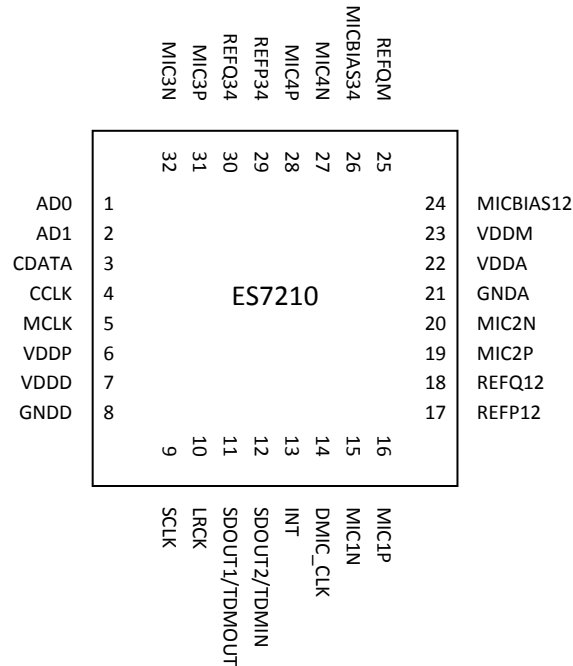 MIC3N
MIC3P
REFQ34
REFP34
MIC4P
MIC4N
MICBIAS34
REFQM
32
31
30
29
28
27
26
25
AD0 1
AD1 2
CDATA 3
CCLK 4
MCLK 5
VDDP 6
VDDD 7
GNDD 8
ES7210
24 MICBIAS12
23 VDDM
22 VDDA
21 GNDA
20 MIC2N
19 MIC2P
18 REFQ12
17 REFP12
9
10
11
12
13
14
15
16
SCLK
LRCK
SDOUT1/TDMOUT
SDOUT2/TDMIN
INT
DMIC_CLK
MIC1N
MIC1P